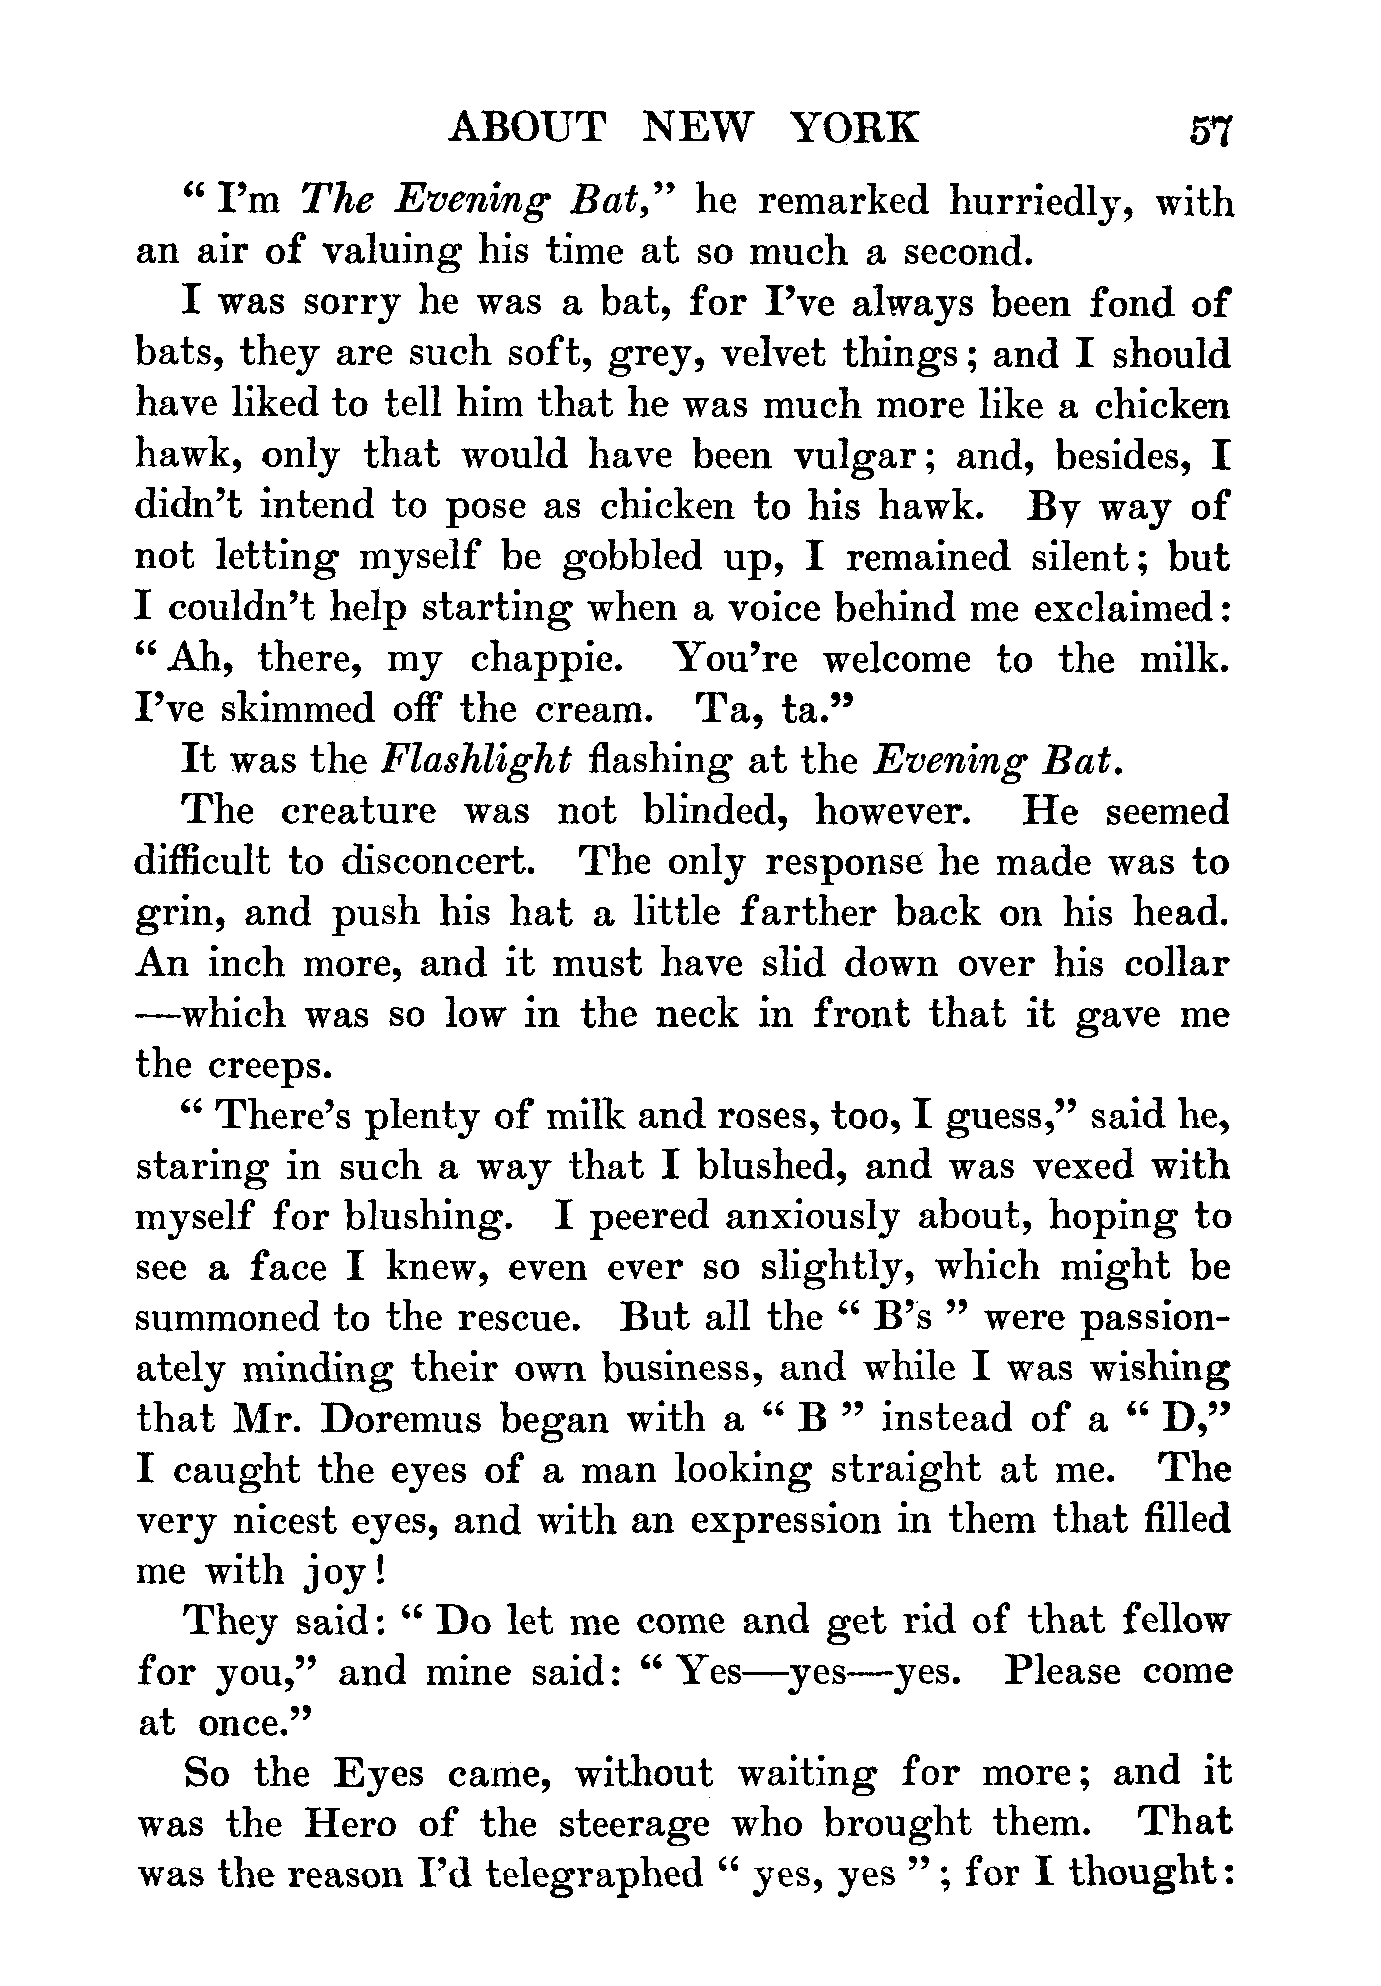 ABOUT NEW YORK 57
" I'm The Evening Bat," he remarked hurriedly, with
an air of valuing his time at so much a second.
I was sorry he was a bat, for I've always been fond of
bats, they are such soft, grey, velvet things ; and I should
have liked to tell him that he was much more like a chicken
hawk, only that would have been vulgar ; and, besides, I
didn't intend to pose as chicken to his hawk. By way of
not letting myself be gobbled up, I remained silent ; but
I couldn't help starting when a voice behind me exclaimed :
" Ah, there, my chappie. You're welcome to the milk.
I've skimmed off the cream. Ta, ta."
It was the Flashlight flashing at the Evening Bat.
The creature was not blinded, however. He seemed
difficult to disconcert. The only response he made was to
grin, and push his hat a little farther back on his head.
An inch more, and it must have slid down over his collar
—which was so low in the neck in front that it gave me
the creeps.
" There's plenty of milk and roses, too, I guess," said he,
staring in such a way that I blushed, and was vexed with
myself for blushing. I peered anxiously about, hoping to
see a face I knew, even ever so slightly, which might be
summoned to the rescue. But all the " B's " were passion-
ately minding their own business, and while I was wishing
that Mr. Doremus began with a " B " instead of a " D,"
I caught the eyes of a man looking straight at me. The
very nicest eyes, and with an expression in them that filled
me with joy !
They said : " Do let me come and get rid of that fellow
for you," and mine said : " Yes—yes—yes. Please come
at once."
So the Eyes came, without waiting for more ; and it
was the Hero of the steerage who brought them. That
was the reason I'd telegraphed " yes, yes " ; for I thought :